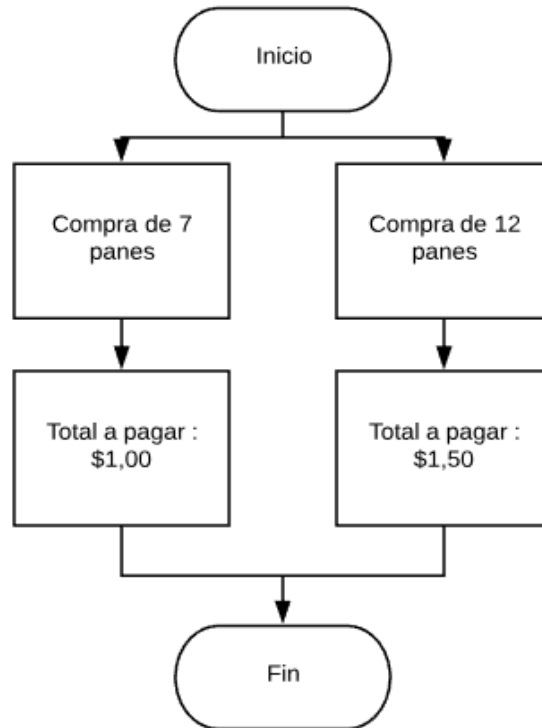 Inicio
Compra de 7
panes
Compra de 12
panes
Total a pagar :
$1,00
Total a pagar :
$1,50
Fin